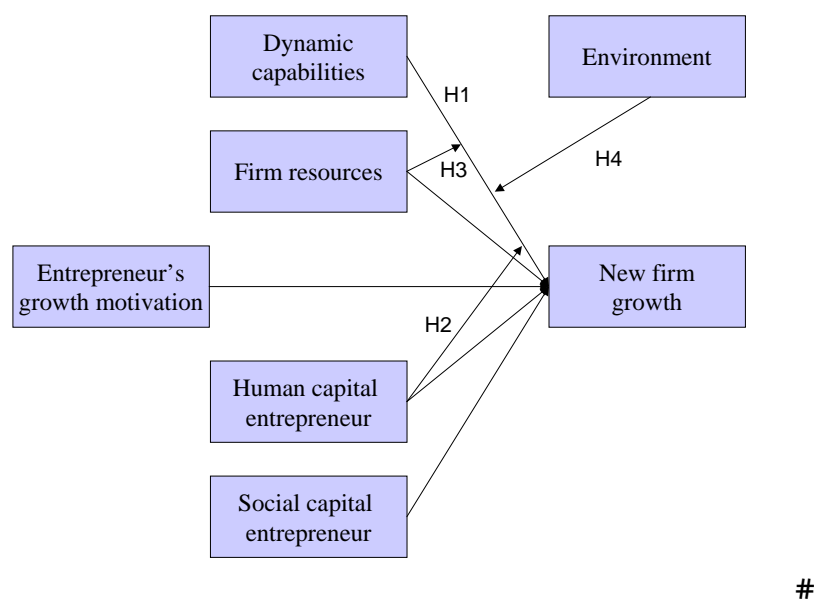 Dynamic
capabilities
Environment
H1
Firm resources
H3
H4
Entrepreneur’s
growth motivation
New firm
growth
H2
Human capital
entrepreneur
Social capital
entrepreneur
#